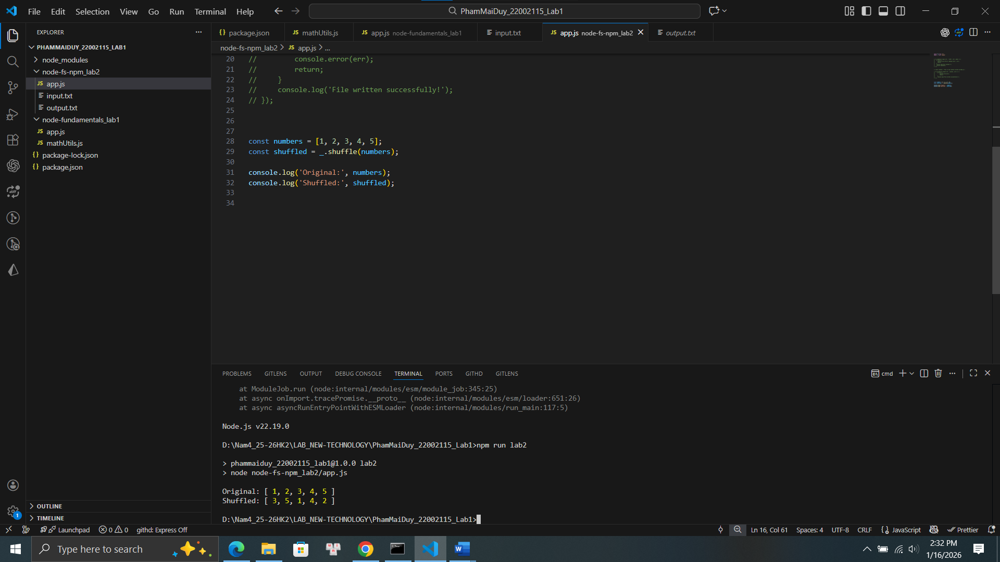 File Edit Selection View Go Run Terminal Help
PhamMaiDuy_22002115_Lab1
EXPLORER
PHAMMAIDUY_22002115_LAB1
node_modules
node-fs-npm_lab2
JS app.js
input.txt
output.txt
node-fundamentals_lab1
JS app.js
JS mathUtils.js
{} package-lock.json
{} package.json
OUTLINE
TIMELINE
{} package.json JS mathUtils.js JS app.js node-fundamentals_lab1 input.txt JS app.js node-fs-npm_lab2 output.txt
node-fs-npm_lab2 > JS app.js > ...
20 //         console.error(err);
21 //         return;
22 //     }
23 //     console.log('File written successfully!');
24 // });
25
26
27
28 const numbers = [1, 2, 3, 4, 5];
29 const shuffled = _.shuffle(numbers);
30
31 console.log('Original:', numbers);
32 console.log('Shuffled:', shuffled);
33
34
PROBLEMS GITLENS OUTPUT DEBUG CONSOLE TERMINAL PORTS GITHD GITLENS
cmd
at ModuleJob.run (node:internal/modules/esm/module_job:345:25)
at async onImport.tracePromise.__proto__ (node:internal/modules/esm/loader:651:26)
at async asyncRunEntryPointWithESMLoader (node:internal/modules/run_main:117:5)
Node.js v22.19.0
D:\Nam4_25-26HK2\LAB_NEW-TECHNOLOGY\PhamMaiDuy_22002115_Lab1>npm run lab2
> phammaiduy_22002115_lab1@1.0.0 lab2
> node node-fs-npm_lab2/app.js
Original: [ 1, 2, 3, 4, 5 ]
Shuffled: [ 3, 5, 1, 4, 2 ]
D:\Nam4_25-26HK2\LAB_NEW-TECHNOLOGY\PhamMaiDuy_22002115_Lab1>
1
Launchpad 0 0 githd: Express Off
Ln 16, Col 61 Spaces: 4 UTF-8 CRLF {} JavaScript Prettier
Type here to search
2:32 PM
1/16/2026